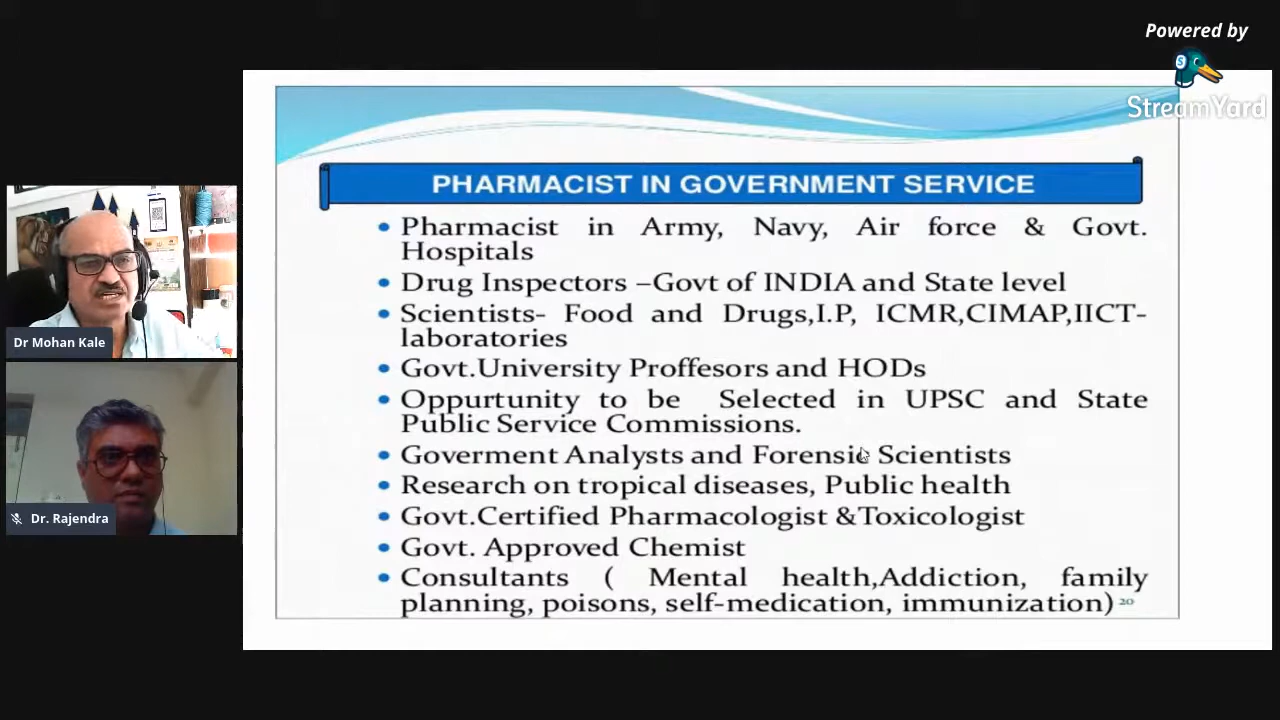 Powered by
StreamYard
PHARMACIST IN GOVERNMENT SERVICE
• Pharmacist in Army, Navy, Air force & Govt.
Hospitals
• Drug Inspectors –Govt of INDIA and State level
• Scientists- Food and Drugs,I.P, ICMR,CIMAP,IICT-
laboratories
• Govt.University Proffesors and HODs
• Oppurtunity to be Selected in UPSC and State
Public Service Commissions.
• Goverment Analysts and Forensic Scientists
• Research on tropical diseases, Public health
• Govt.Certified Pharmacologist &Toxicologist
• Govt. Approved Chemist
• Consultants ( Mental health,Addiction, family
planning, poisons, self-medication, immunization) 20
Dr Mohan Kale
Dr. Rajendra